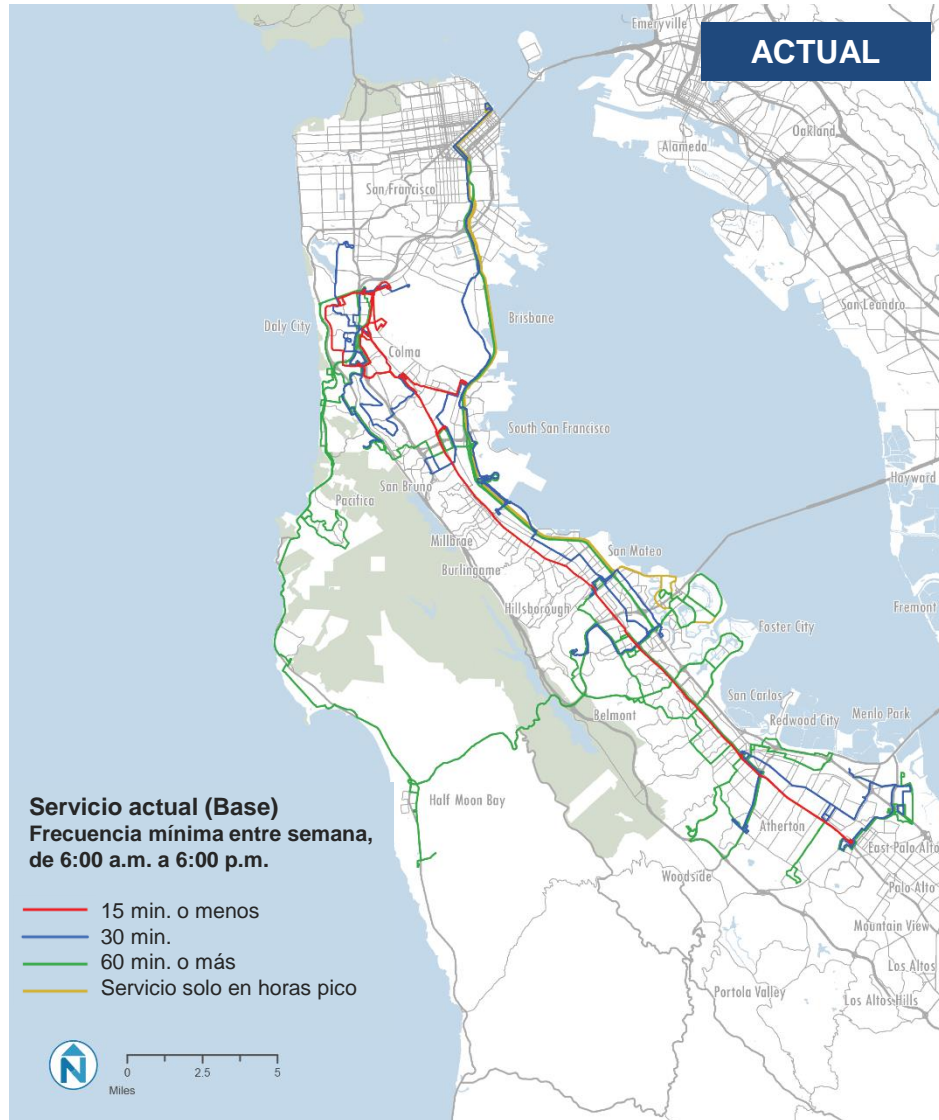 Emeryville
ACTUAL
Oakland
Alameda
San Francisco
San Leandro
Daly City
Brisbane
Colma
South San Francisco
Hayward
San Bruno
Pacifica
Millbrae
San Mateo
Burlingame
Hillsborough
Fremont
Foster City
San Carlos
Belmont
Redwood City
Menlo Park
Half Moon Bay
Atherton
East Palo Alto
Woodside
Palo Alto
Mountain View
Los Altos
Portola Valley
Los Altos Hills
Servicio actual (Base)
Frecuencia mínima entre semana,
de 6:00 a.m. a 6:00 p.m.
15 min. o menos
30 min.
60 min. o más
Servicio solo en horas pico
N
0 2.5 5
Miles